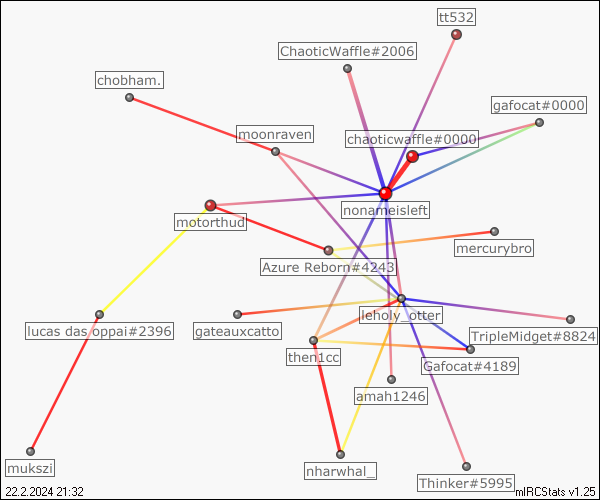 tt532
ChaoticWaffle#2006
chobham.
gafocat#0000
moonraven
chaoticwaffle#0000
nonameisleft
motorthud
mercurybro
Azure Reborn#4243
leholy_otter
lucas das oppai#2396
gateauxcatto
TripleMidget#8824
then1cc
Gafocat#4189
amah1246
mukszi
nharwhal_
Thinker#5995
22.2.2024 21:32
mIRCStats v1.25